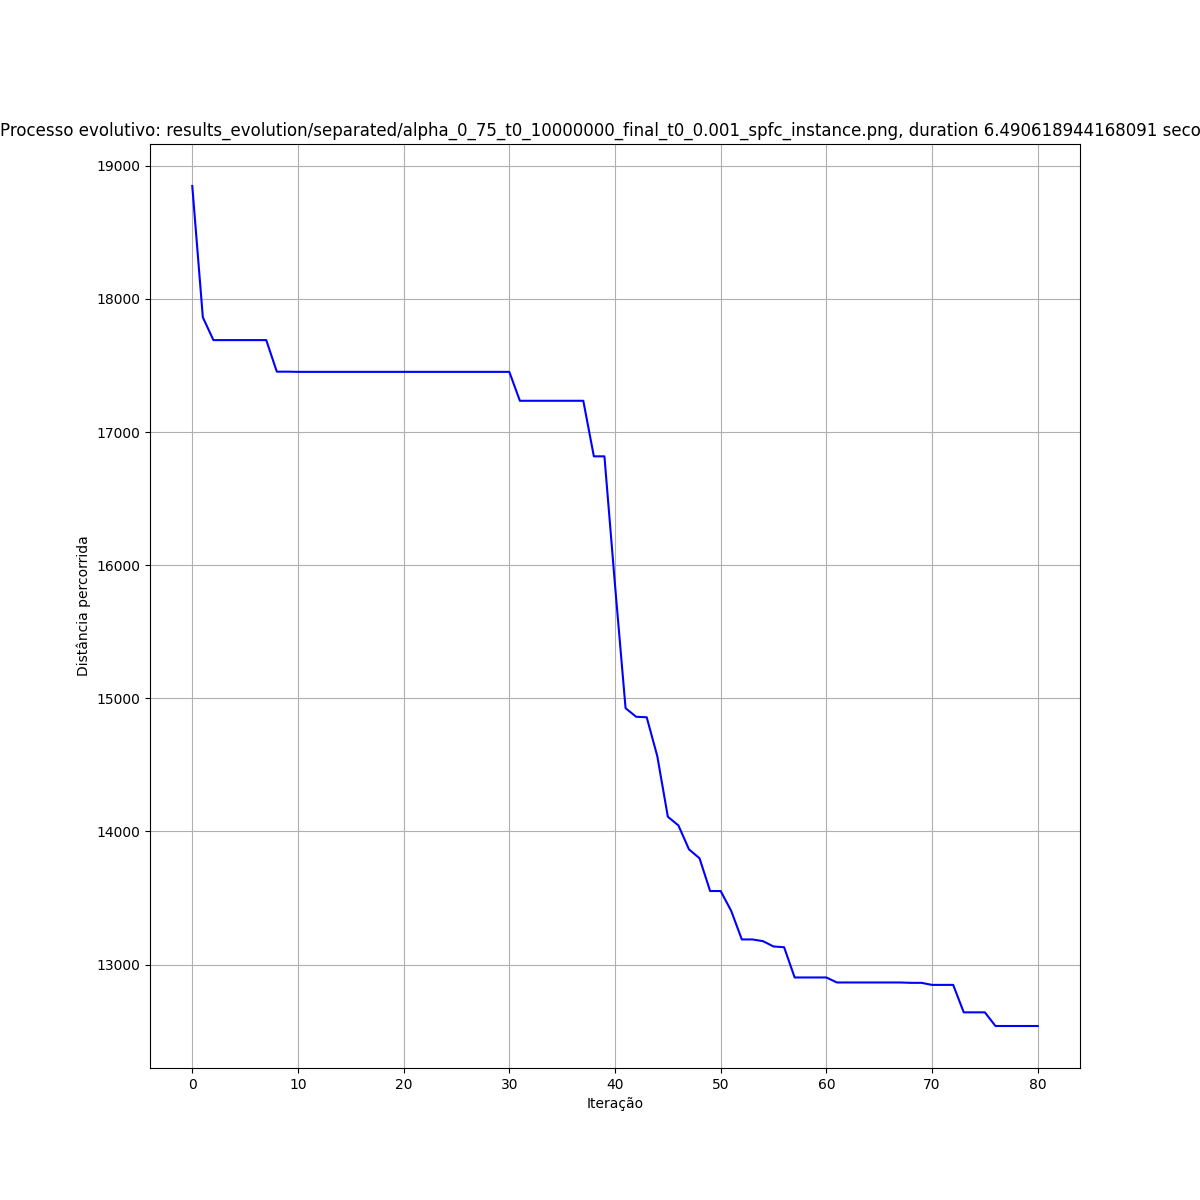 Processo evolutivo: results_evolution/separated/alpha_0_75_t0_10000000_final_t0_0.001_spfc_instance.png, duration 6.490618944168091 seco
19000
18000
17000
16000
15000
14000
13000
Distância percorrida
0 10 20 30 40 50 60 70 80
Iteração